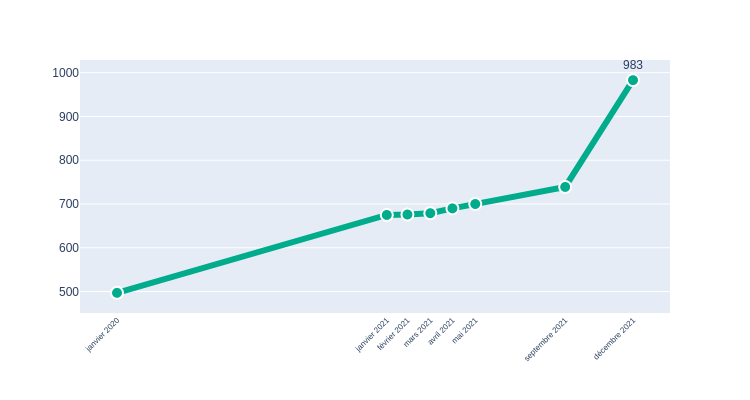 983
1000
900
800
700
600
500
janvier 2020
janvier 2021
février 2021
mars 2021
avril 2021
mai 2021
septembre 2021
décembre 2021